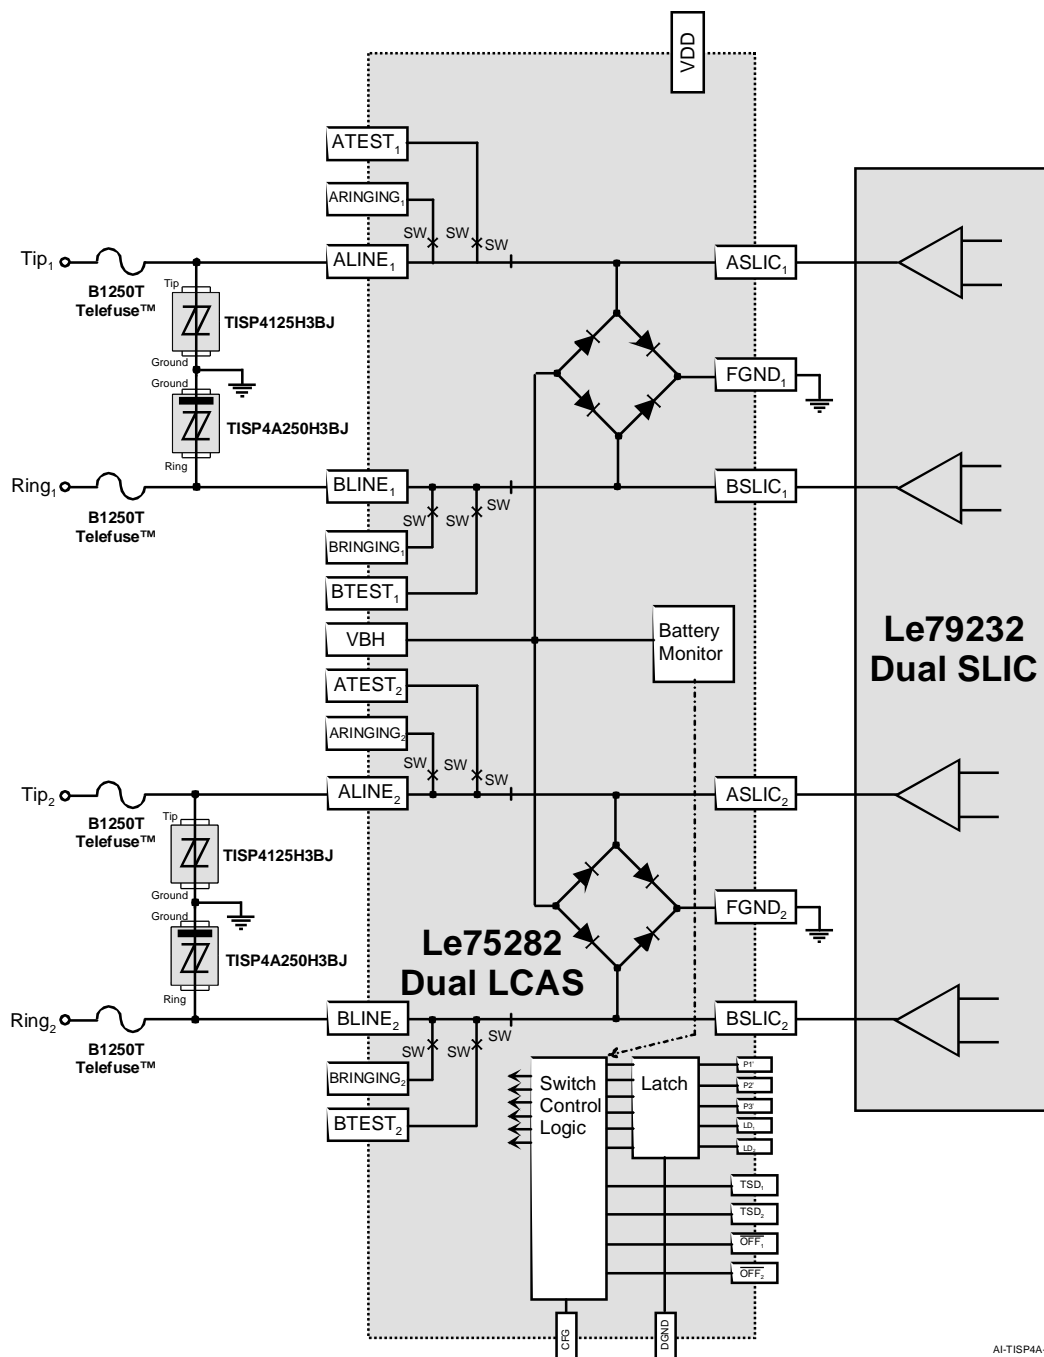 VDD
ATEST₁
ARINGING₁
SW
SW
SW
Tip₁
ALINE₁
ASLIC₁
B1250T
Telefuse™
Tip
TISP4125H3BJ
Ground
Ground
FGND₁
TISP4A250H3BJ
Ring
Ring₁
BLINE₁
BSLIC₁
B1250T
Telefuse™
SW
SW
SW
BRINGING₁
BTEST₁
VBH
Battery
Monitor
Le79232
Dual SLIC
ATEST₂
ARINGING₂
SW
SW
SW
Tip₂
ALINE₂
ASLIC₂
B1250T
Telefuse™
Tip
TISP4125H3BJ
Ground
Ground
FGND₂
Le75282
Dual LCAS
TISP4A250H3BJ
Ring
Ring₂
BLINE₂
BSLIC₂
B1250T
Telefuse™
SW
SW
SW
BRINGING₂
BTEST₂
Switch
Control
Logic
Latch
P1'
P2'
P3'
LD₁
LD₂
TSD₁
TSD₂
OFF₁
OFF₂
CFG
DGND
AI-TISP4A-